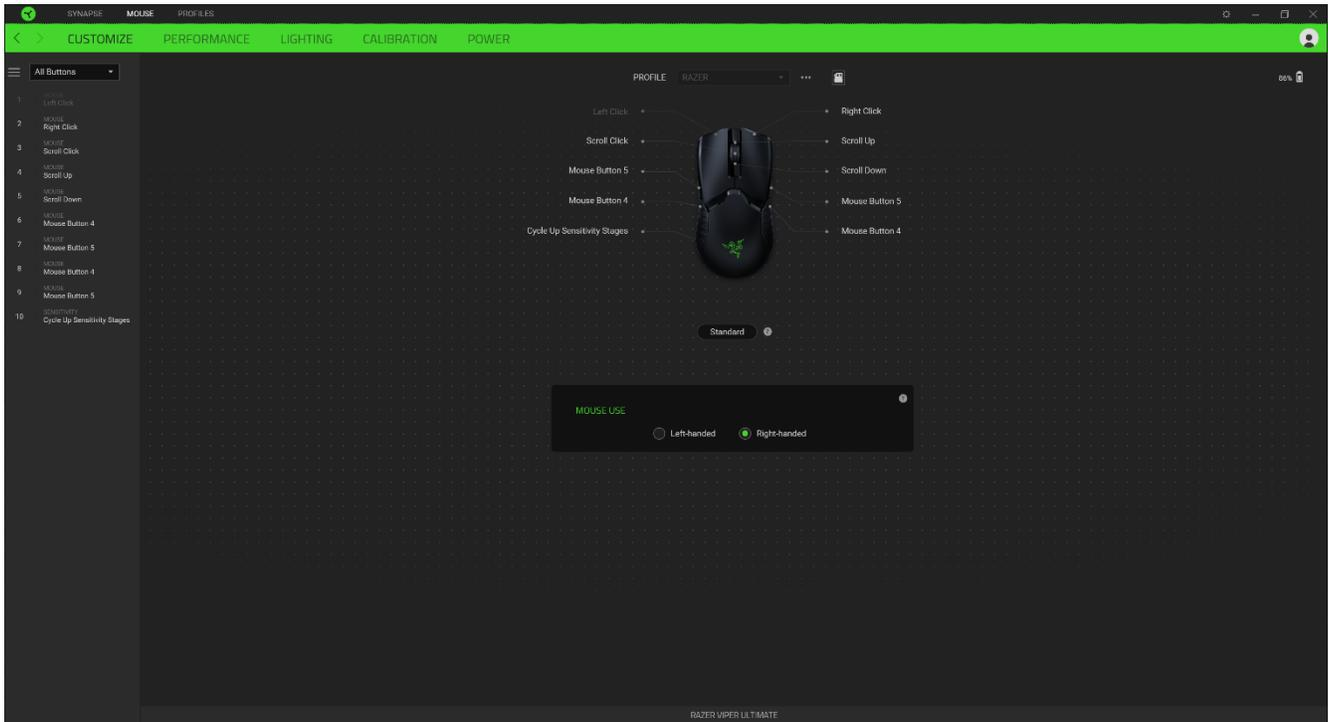 SYNAPSE MOUSE PROFILES
CUSTOMIZE PERFORMANCE LIGHTING CALIBRATION POWER
All Buttons
PROFILE RAZER
86%
1 MOUSE
Left Click
2 MOUSE
Right Click
3 MOUSE
Scroll Click
4 MOUSE
Scroll Up
5 MOUSE
Scroll Down
6 MOUSE
Mouse Button 4
7 MOUSE
Mouse Button 5
8 MOUSE
Mouse Button 4
9 MOUSE
Mouse Button 5
10 SENSITIVITY
Cycle Up Sensitivity Stages
Left Click
Scroll Click
Mouse Button 5
Mouse Button 4
Cycle Up Sensitivity Stages
Right Click
Scroll Up
Scroll Down
Mouse Button 5
Mouse Button 4
Standard ?
MOUSE USE ?
Left-handed Right-handed
RAZER VIPER ULTIMATE